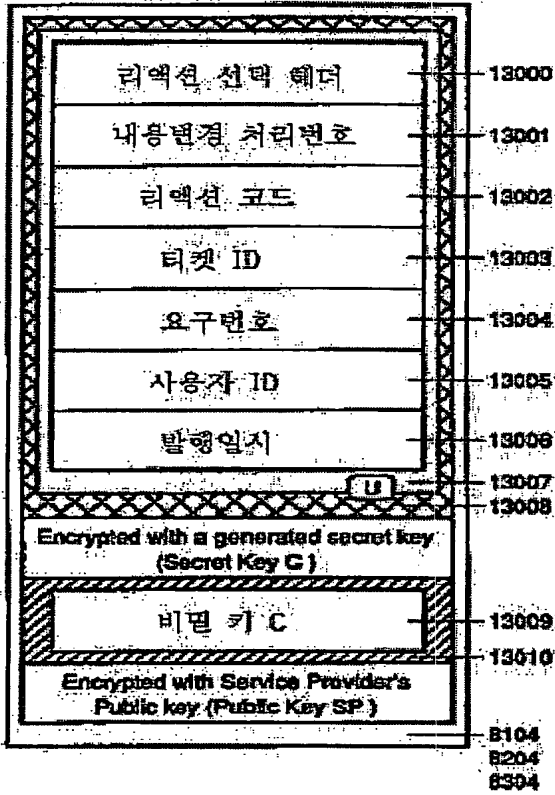 리액션 선택 헤더
13000
내용변경 처리번호
13001
리액션 코드
13002
티켓 ID
13003
요구번호
13004
사용자 ID
13005
발행일시
13006
U
13007
13008
Encrypted with a generated secret key
(Secret Key C )
비밀 키 C
13009
13010
Encrypted with Service Provider's
Public key (Public Key SP )
8104
8204
8304